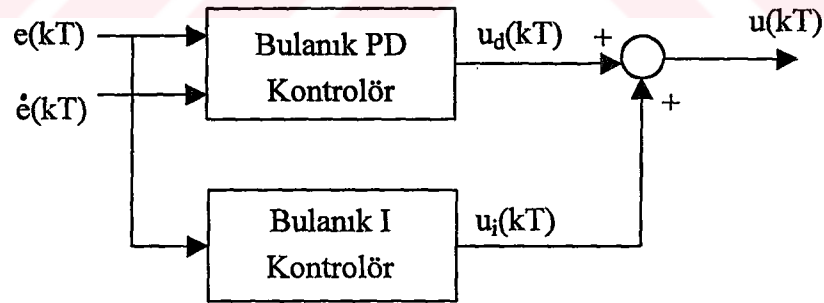 e(kT)
Bulanık PD
Kontrolör
u_d(kT)
+
u(kT)
ė(kT)
+
Bulanık I
Kontrolör
u_i(kT)